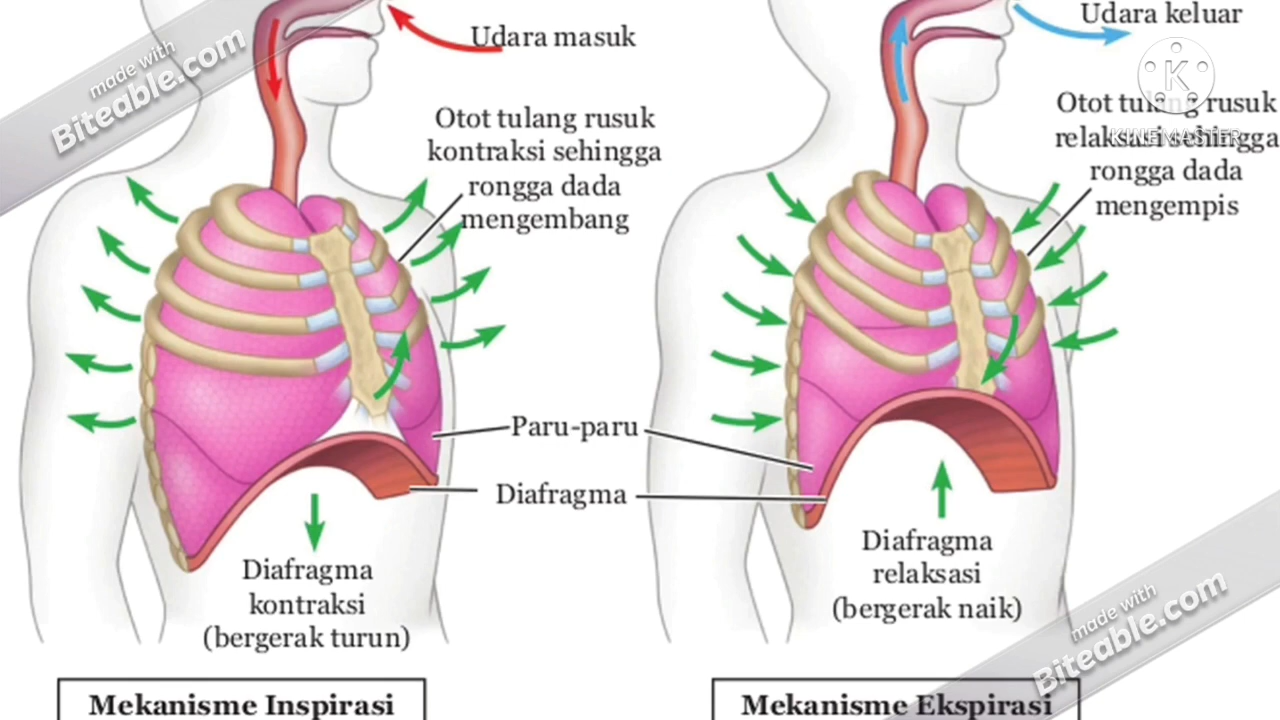 made with
Biteable.com
Udara masuk
Otot tulang rusuk
kontraksi sehingga
rongga dada
mengembang
Udara keluar
K
KINEMASTER
Otot tulang rusuk
relaksasi sehingga
rongga dada
mengempis
Paru-paru
Diafragma
Diafragma
kontraksi
(bergerak turun)
Diafragma
relaksasi
(bergerak naik)
made with
Biteable.com
Mekanisme Inspirasi
Mekanisme Ekspirasi